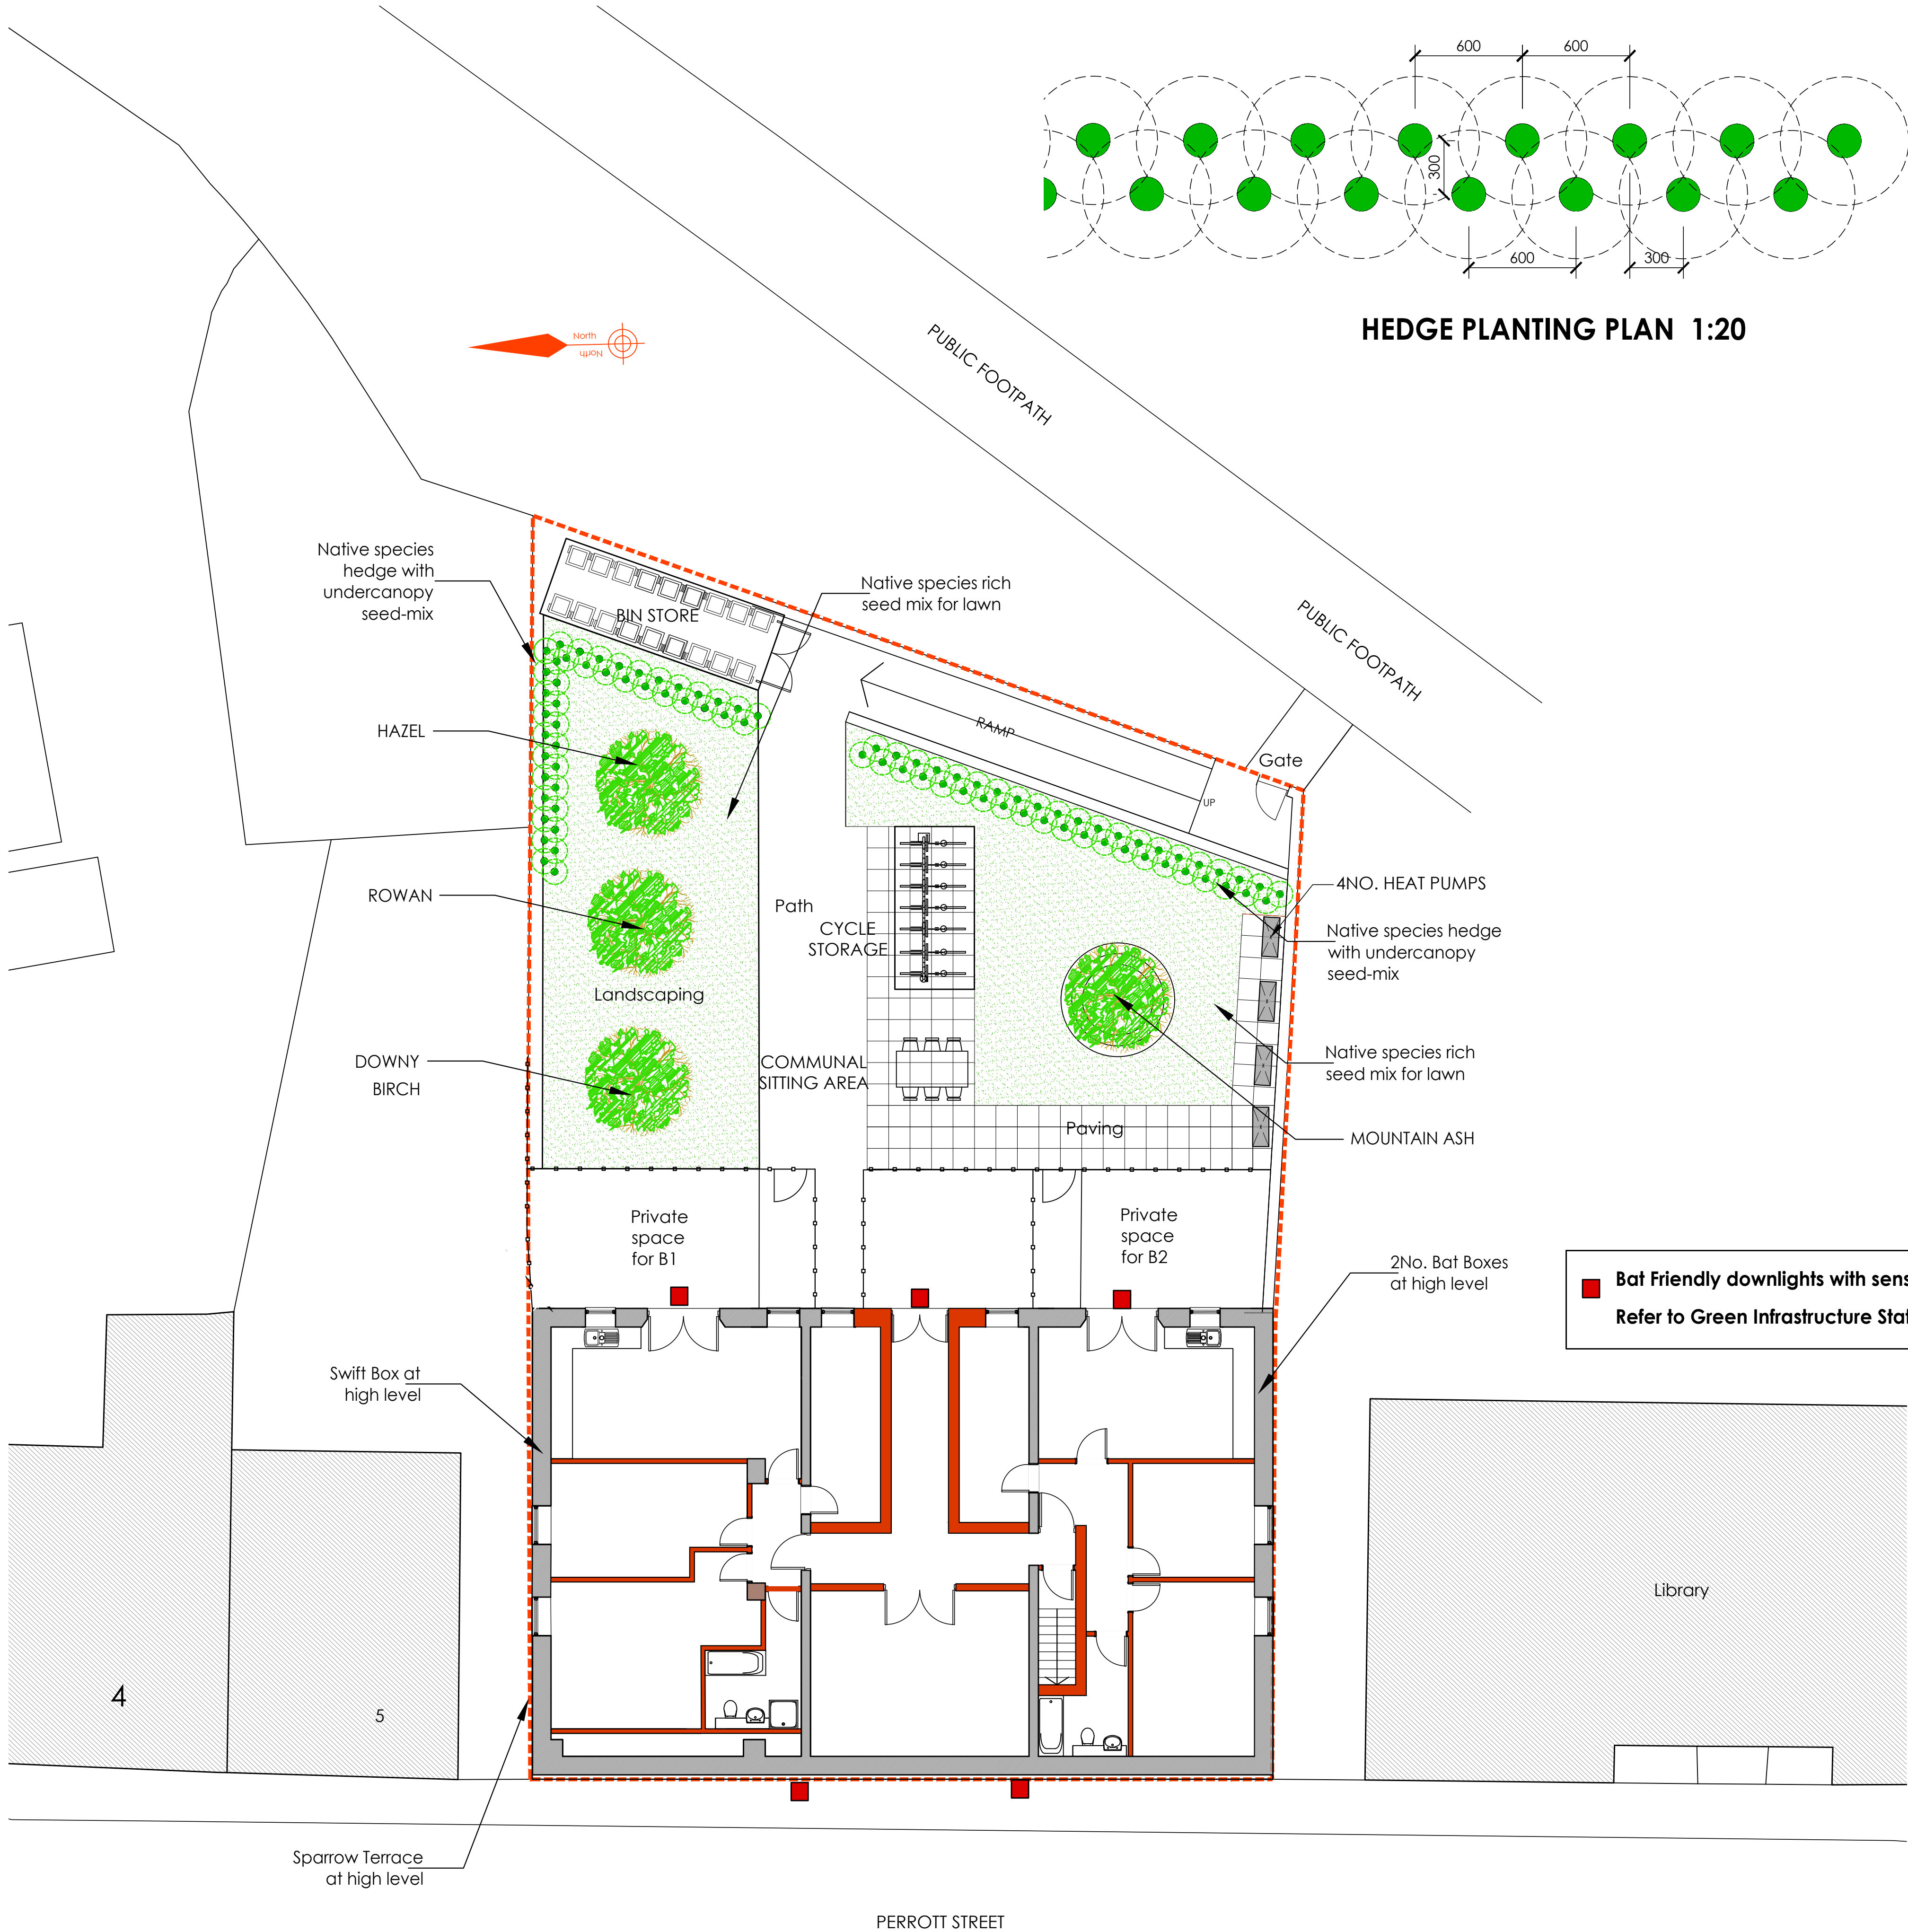 600
600
300
600
300
HEDGE PLANTING PLAN 1:20
North
North
PUBLIC FOOTPATH
PUBLIC FOOTPATH
Native species
hedge with
undercanopy
seed-mix
BIN STORE
Native species rich
seed mix for lawn
HAZEL
RAMP
UP
Gate
ROWAN
Path
CYCLE
STORAGE
4NO. HEAT PUMPS
Native species hedge
with undercanopy
seed-mix
Landscaping
DOWNY
BIRCH
COMMUNAL
SITTING AREA
Native species rich
seed mix for lawn
Paving
MOUNTAIN ASH
Private
space
for B1
Private
space
for B2
2No. Bat Boxes
at high level
Bat Friendly downlights with sens
Refer to Green Infrastructure Stat
Swift Box at
high level
Library
4
5
Sparrow Terrace
at high level
PERROTT STREET